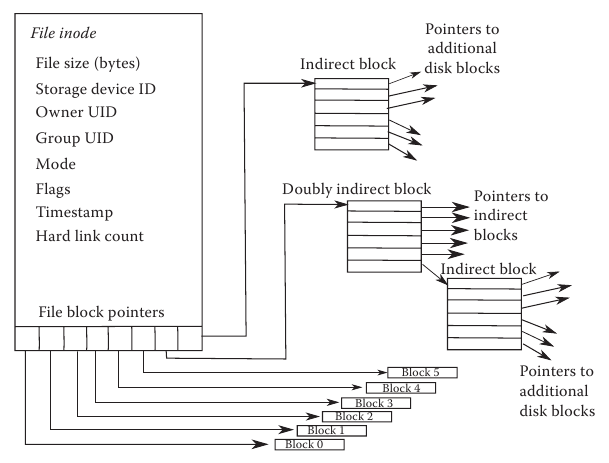 File inode
File size (bytes)
Storage device ID
Owner UID
Group UID
Mode
Flags
Timestamp
Hard link count
File block pointers
Indirect block
Pointers to
additional
disk blocks
Doubly indirect block
Pointers to
indirect
blocks
Indirect block
Pointers to
additional
disk blocks
Block 5
Block 4
Block 3
Block 2
Block 1
Block 0